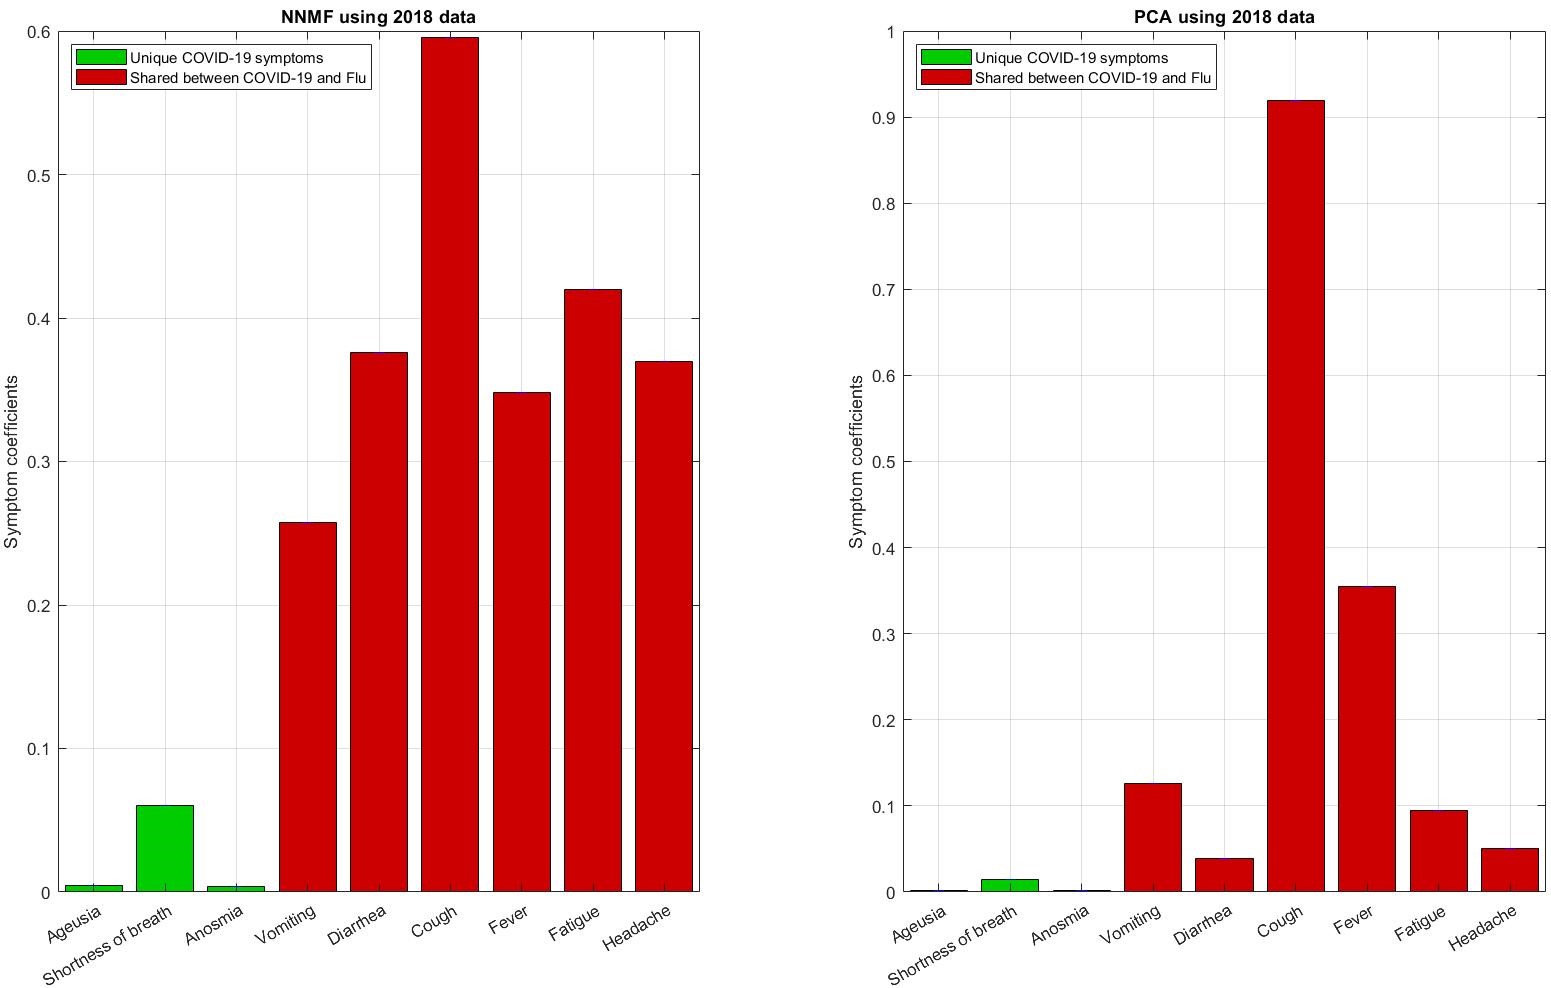 NNMF using 2018 data
Unique COVID-19 symptoms
Shared between COVID-19 and Flu
Symptom coefficients
0.6
0.5
0.4
0.3
0.2
0.1
0
Ageusia
Shortness of breath
Anosmia
Vomiting
Diarrhea
Cough
Fever
Fatigue
Headache
PCA using 2018 data
Unique COVID-19 symptoms
Shared between COVID-19 and Flu
Symptom coefficients
1
0.9
0.8
0.7
0.6
0.5
0.4
0.3
0.2
0.1
0
Ageusia
Shortness of breath
Anosmia
Vomiting
Diarrhea
Cough
Fever
Fatigue
Headache